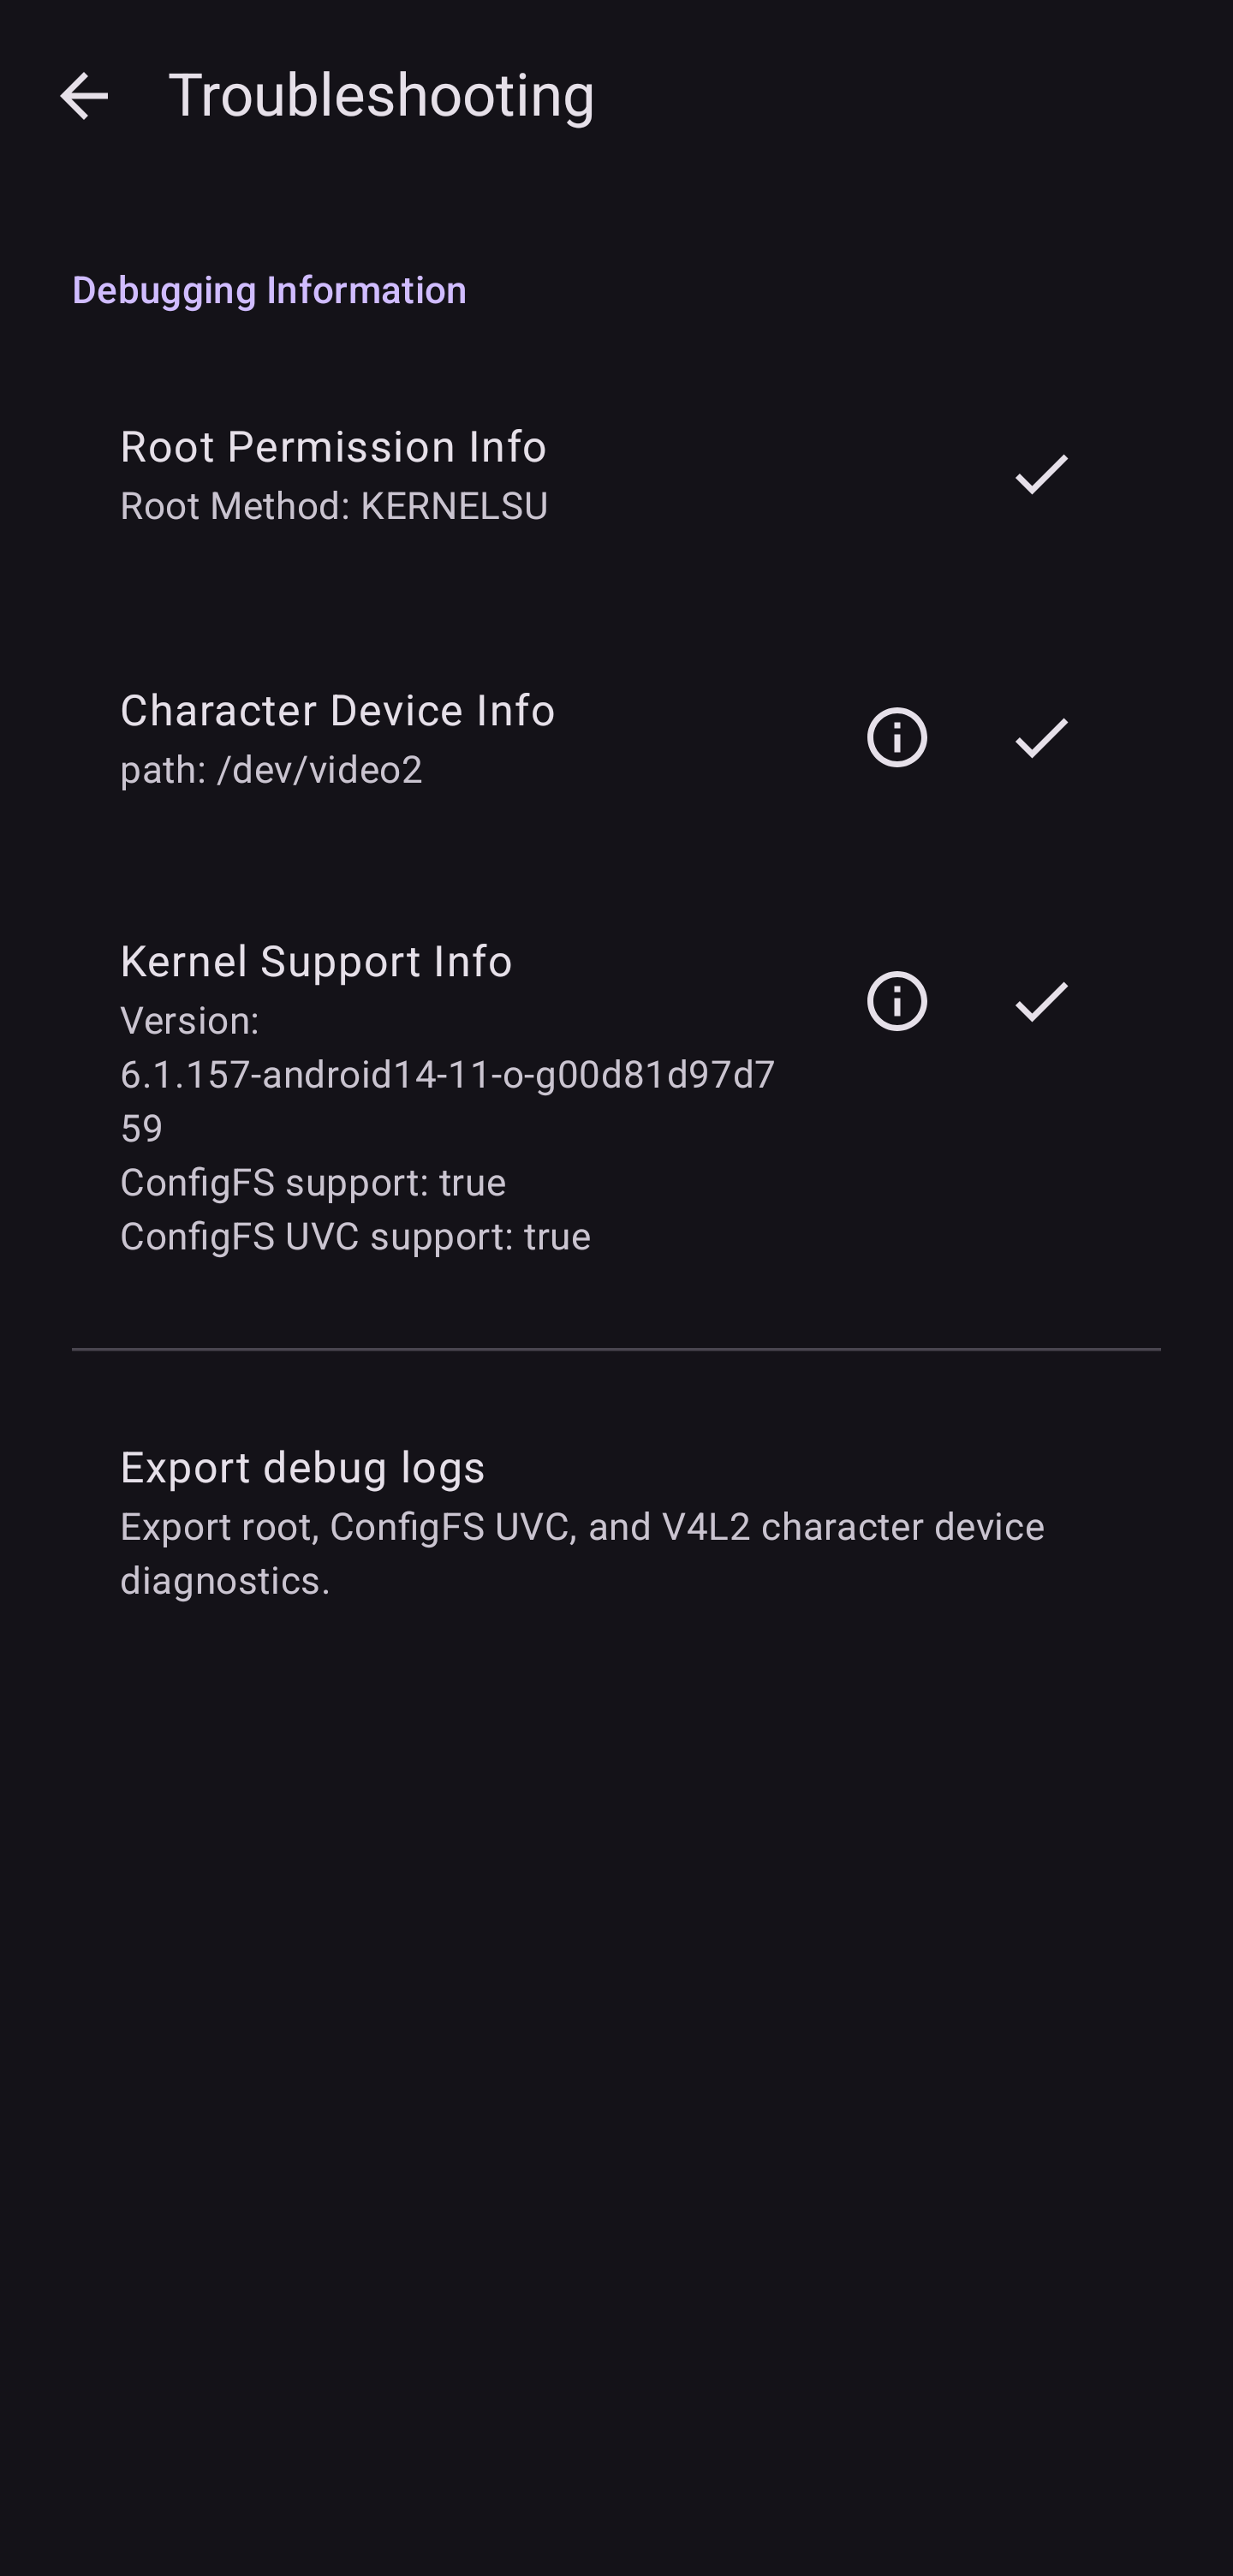 Troubleshooting
Debugging Information
Root Permission Info
Root Method: KERNELSU
Character Device Info
path: /dev/video2
Kernel Support Info
Version:
6.1.157-android14-11-o-g00d81d97d7
59
ConfigFS support: true
ConfigFS UVC support: true
Export debug logs
Export root, ConfigFS UVC, and V4L2 character device
diagnostics.